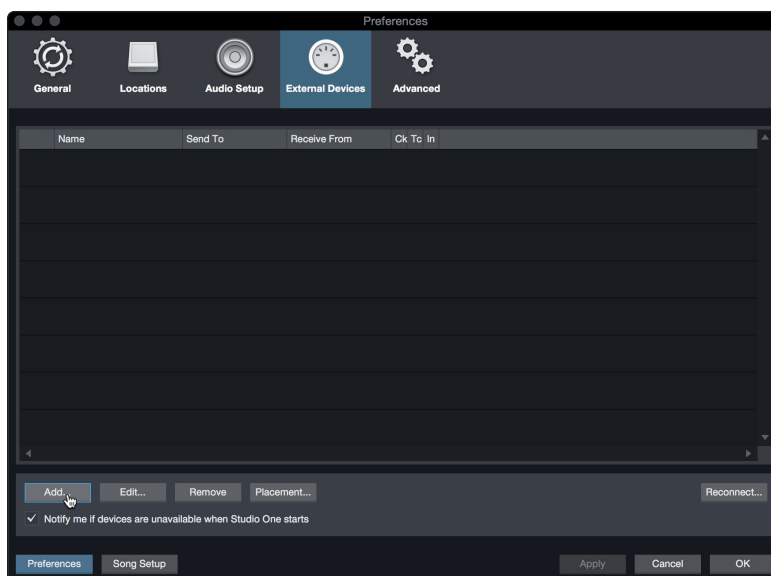 Preferences
General Locations Audio Setup External Devices Advanced
Name Send To Receive From Ck Tc In
Add... Edit... Remove Placement... Reconnect...
Notify me if devices are unavailable when Studio One starts
Preferences Song Setup Apply Cancel OK